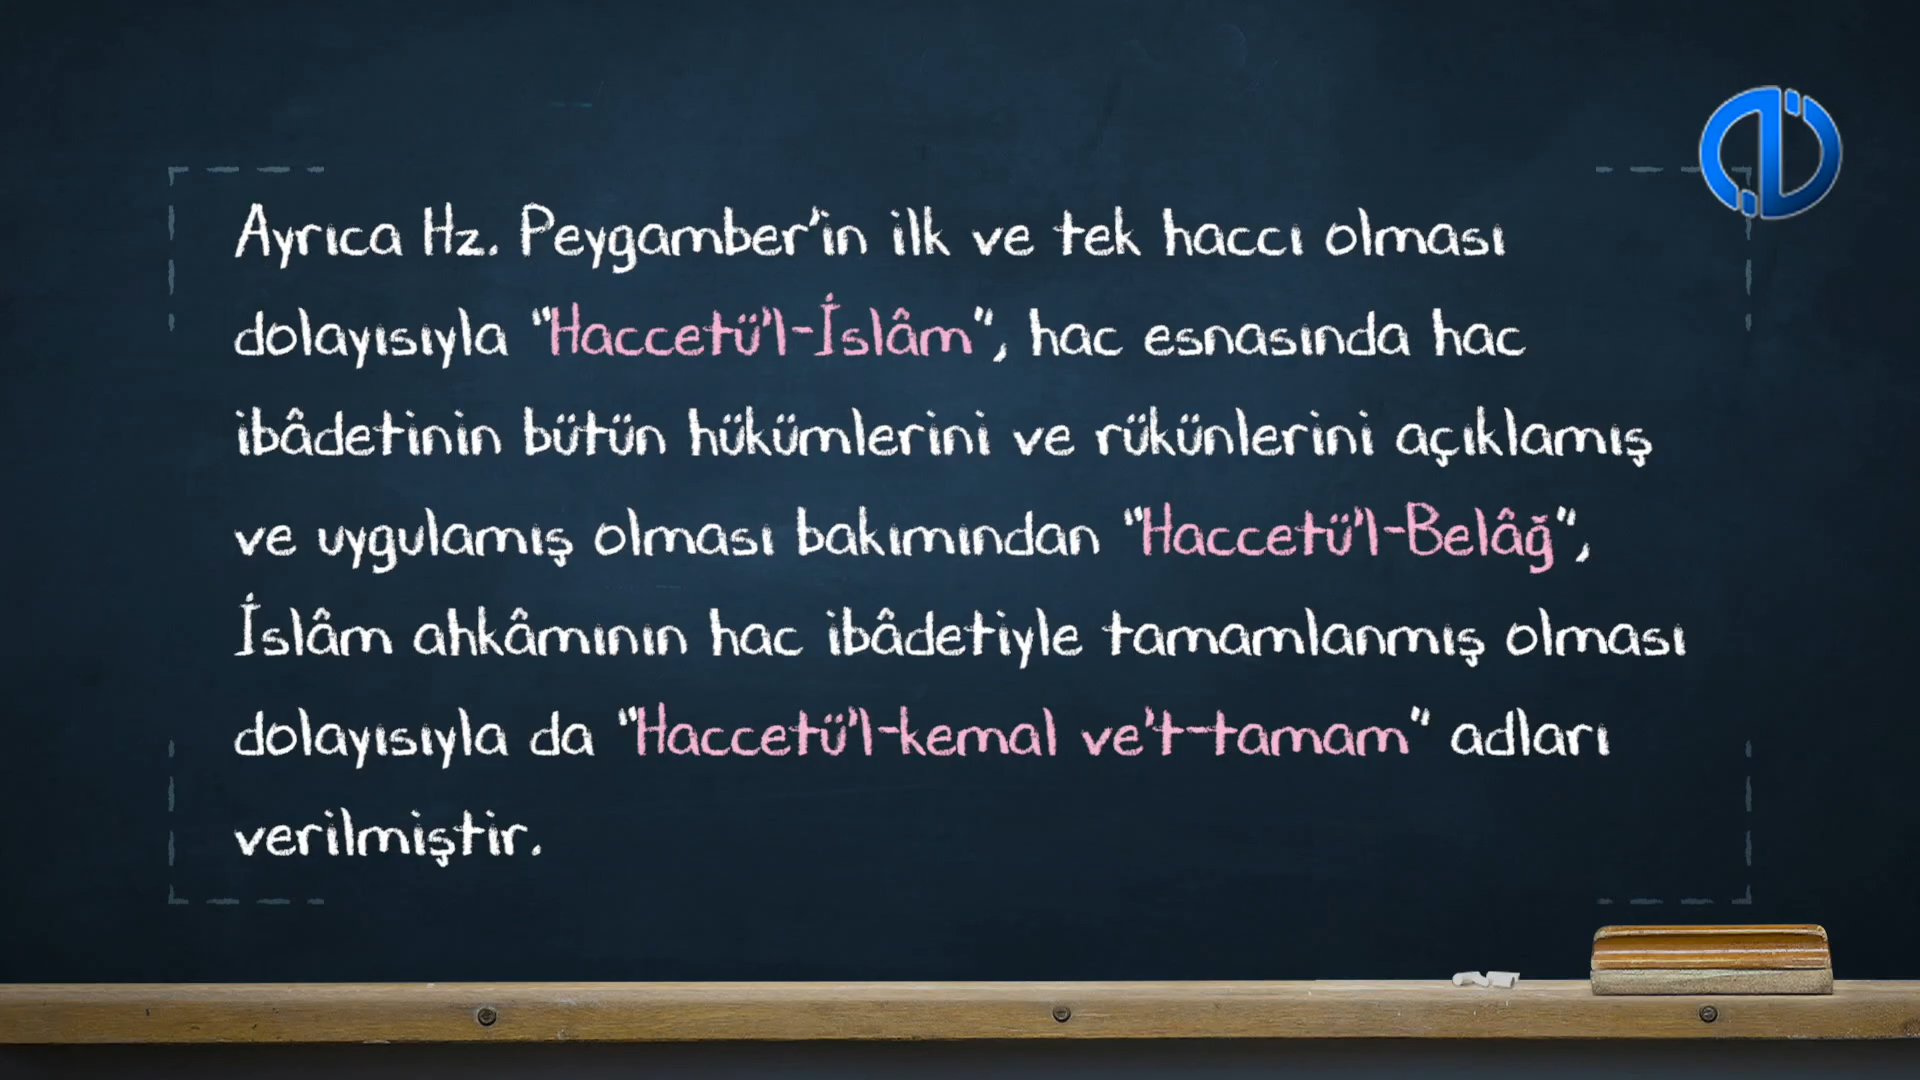 Ayrıca Hz. Peygamber'in ilk ve tek haccı olması
dolayısıyla "Haccetü'l-İslâm", hac esnasında hac
ibâdetinin bütün hükümlerini ve rükünlerini açıklamış
ve uygulamış olması bakımından "Haccetü'l-Belâğ",
İslâm ahkâmının hac ibâdetiyle tamamlanmış olması
dolayısıyla da "Haccetü'l-kemal ve't-tamam" adları
verilmiştir.